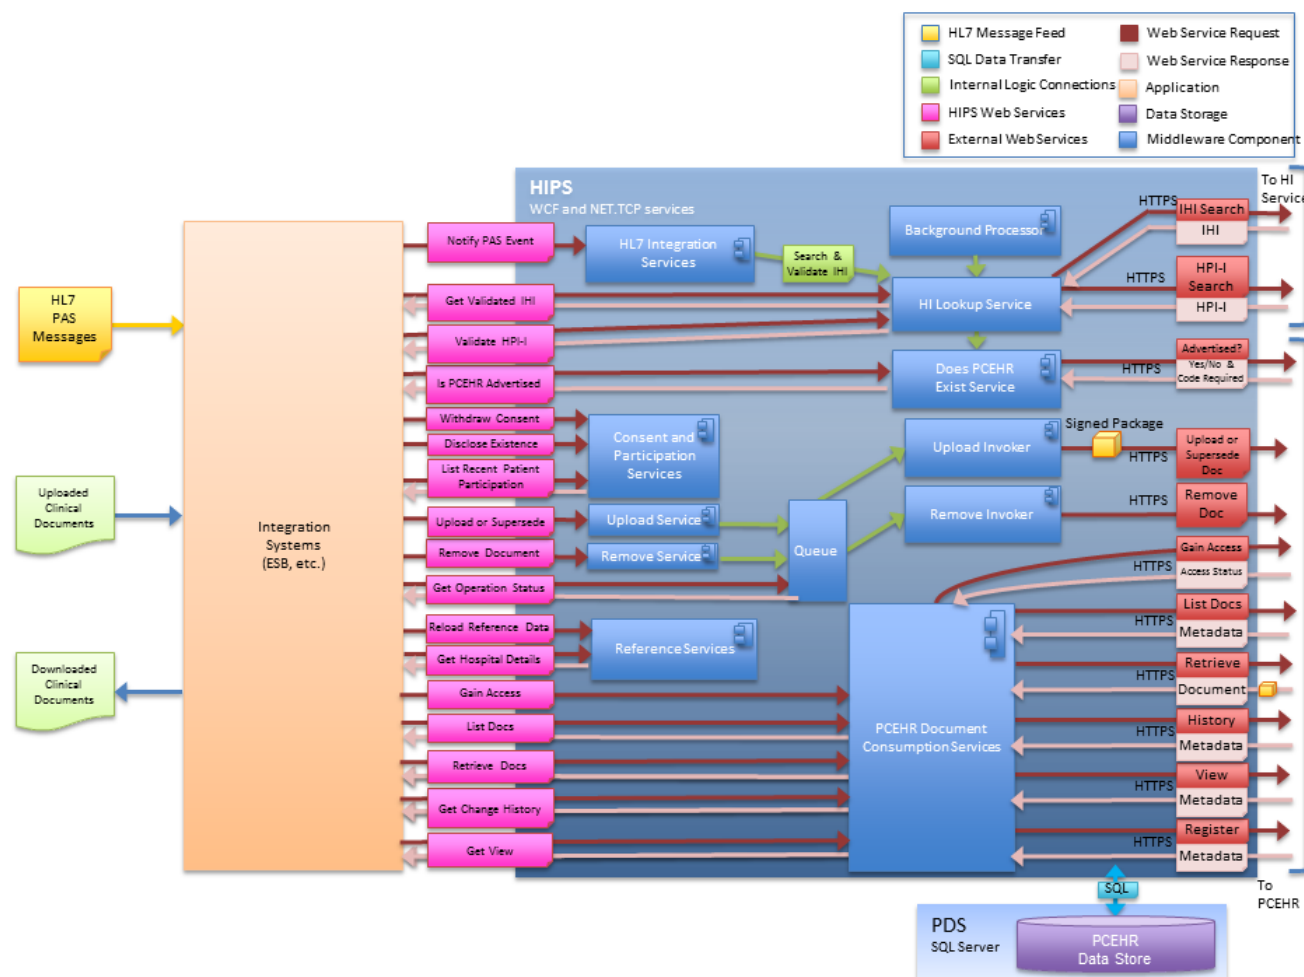 HL7 Message Feed
SQL Data Transfer
Internal Logic Connections
HIPS Web Services
External Web Services
Web Service Request
Web Service Response
Application
Data Storage
Middleware Component
HIPS
WCF and NET.TCP services
To HI
Service
HL7
PAS
Messages
Uploaded
Clinical
Documents
Downloaded
Clinical
Documents
Integration
Systems
(ESB, etc.)
Notify PAS Event
Get Validated IHI
Validate HPI-I
Is PCEHR Advertised
Withdraw Consent
Disclose Existence
List Recent Patient
Participation
Upload or Supersede
Remove Document
Get Operation Status
Reload Reference Data
Get Hospital Details
Gain Access
List Docs
Retrieve Docs
Get Change History
Get View
HL7 Integration
Services
Search &
Validate IHI
Background Processor
HI Lookup Service
Does PCEHR
Exist Service
Consent and
Participation
Services
Upload Service
Remove Service
Queue
Upload Invoker
Remove Invoker
Signed Package
Reference Services
PCEHR Document
Consumption Services
HTTPS
IHI Search
IHI
HTTPS
HPI-I
Search
HPI-I
HTTPS
Advertised?
Yes/No &
Code Required
HTTPS
Upload or
Supersede
Doc
HTTPS
Remove
Doc
HTTPS
Gain Access
Access Status
HTTPS
List Docs
Metadata
HTTPS
Retrieve
Document
HTTPS
History
Metadata
HTTPS
View
Metadata
HTTPS
Register
Metadata
To
PCEHR
SQL
PDS
SQL Server
PCEHR
Data Store